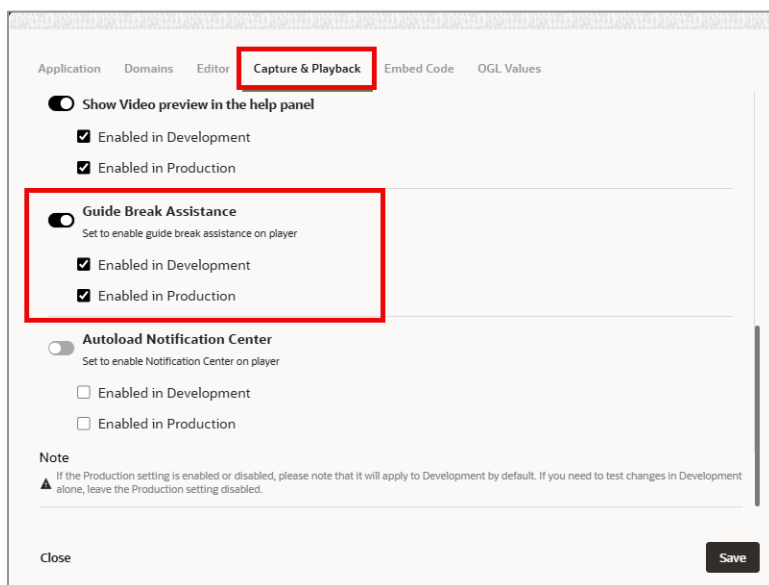 Application Domains Editor Capture & Playback Embed Code OGL Values
Show Video preview in the help panel
Enabled in Development
Enabled in Production
Guide Break Assistance
Set to enable guide break assistance on player
Enabled in Development
Enabled in Production
Autoload Notification Center
Set to enable Notification Center on player
Enabled in Development
Enabled in Production
Note
If the Production setting is enabled or disabled, please note that it will apply to Development by default. If you need to test changes in Development
alone, leave the Production setting disabled.
Close Save